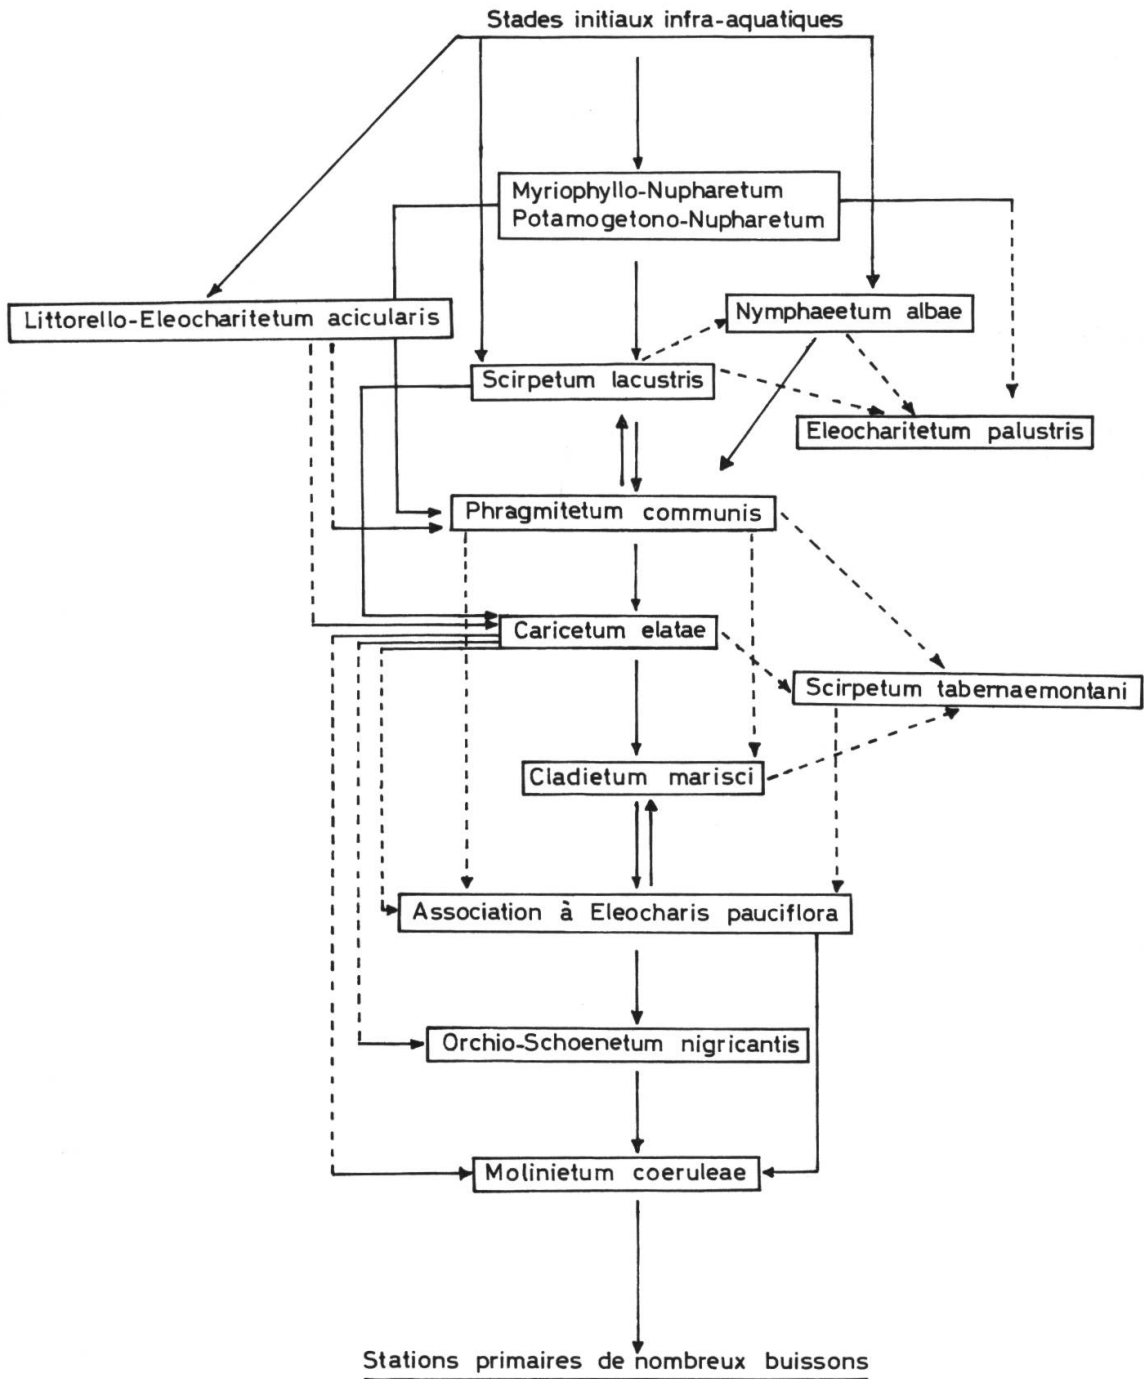 Stades initiaux infra-aquatiques
Myriophyllo-Nupharetum
Potamogetono-Nupharetum
Littorello-Eleocharitetum acicularis
Nymphaeetum albae
Scirpetum lacustris
Eleocharitetum palustris
Phragmitetum communis
Caricetum elatae
Scirpetum tabernaemontani
Cladietum marisci
Association à Eleocharis pauciflora
Orchio-Schoenetum nigricantis
Molinietum coeruleae
Stations primaires de nombreux buissons